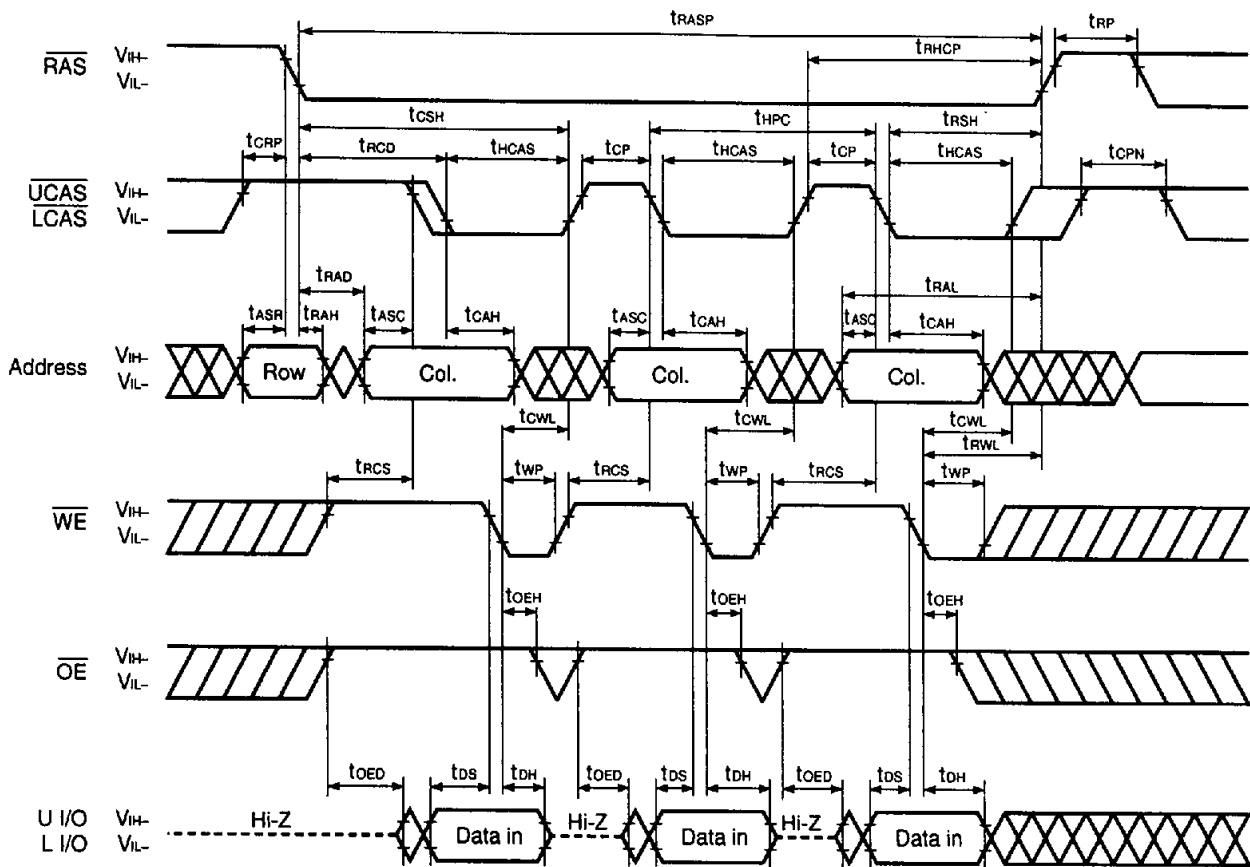 tRASP tRP
tRHCP
RAS VIH– VIL–
tCSH tHPC tRSH
tCRP tRCD tHCAS tCP tHCAS tCP tHCAS tCPN
UCAS VIH–
LCAS VIL–
tRAD tRAL
tASR tRAH tASC tCAH tASC tCAH tASC tCAH
Address VIH– VIL– Row Col. Col. Col.
tCWL tCWL tCWL
tRWL
tRCS tWP tRCS tWP tRCS tWP
WE VIH– VIL–
tOEH tOEH tOEH
OE VIH– VIL–
tOED tDS tDH tOED tDS tDH tOED tDS tDH
U I/O VIH– Hi-Z Data in Hi-Z Data in Hi-Z Data in
L I/O VIL–